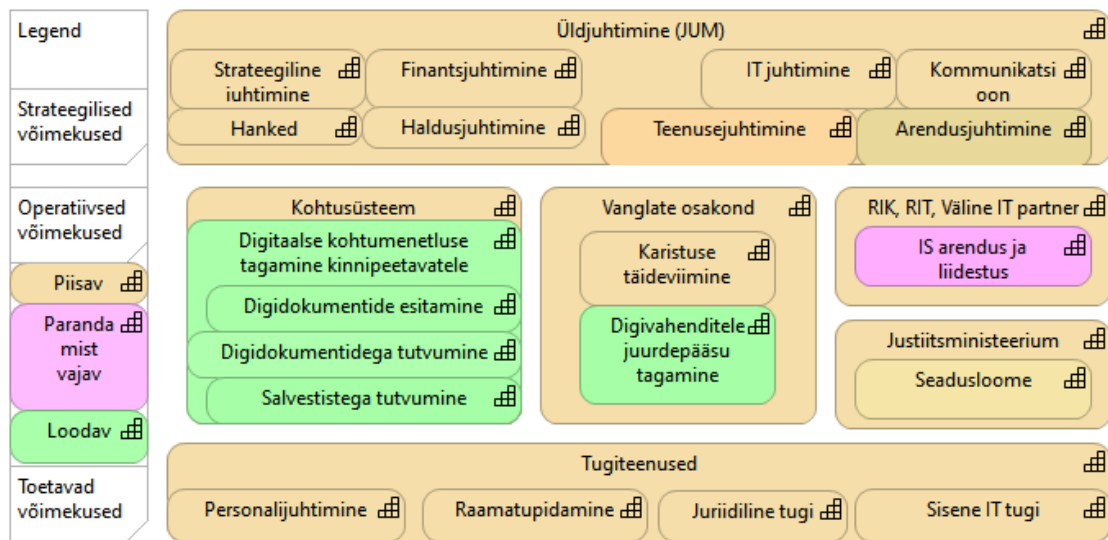 Legend
Strateegilised
võimekused
Operatiivsed
võimekused
Piisav
Paranda
mist
vajav
Loodav
Toetavad
võimekused
Üldjuhtimine (JUM)
Strateegiline
iuhtimine
Finantsjuhtimine
IT juhtimine
Kommunikatsi
oon
Hanked
Haldusjuhtimine
Teenusejuhtimine
Arendusjuhtimine
Kohtusüsteem
Digitaalse kohtumenetluse
tagamine kinnipeetavatele
Digidokumentide esitamine
Digidokumentidega tutvumine
Salvestistega tutvumine
Vanglate osakond
Karistuse
täideviimine
Digivahenditele
juurdepääsu
tagamine
RIK, RIT, Väline IT partner
IS arendus ja
liidestus
Justiitsministeerium
Seadusloome
Tugiteenused
Personalijuhtimine
Raamatupidamine
Juriidiline tugi
Sisene IT tugi